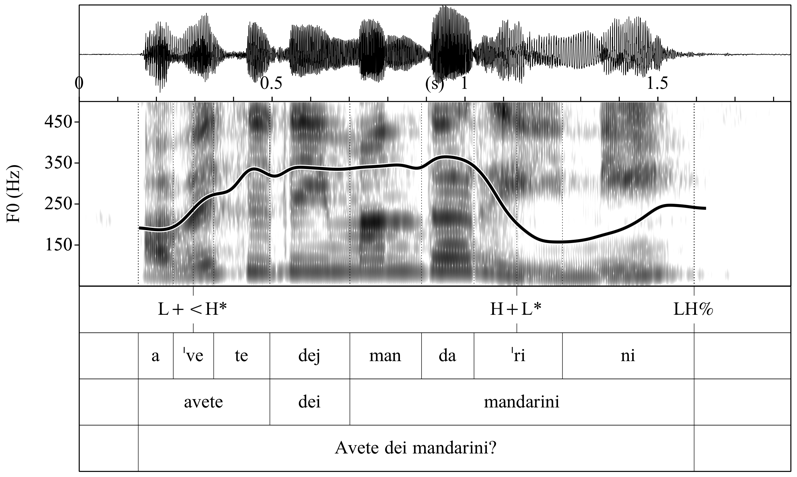 0 0.5 (s) 1 1.5
450
350
250
150
F0 (Hz)
L+<H* H+L* LH%
a ˈve te dej man da ˈri ni
avete dei mandarini
Avete dei mandarini?